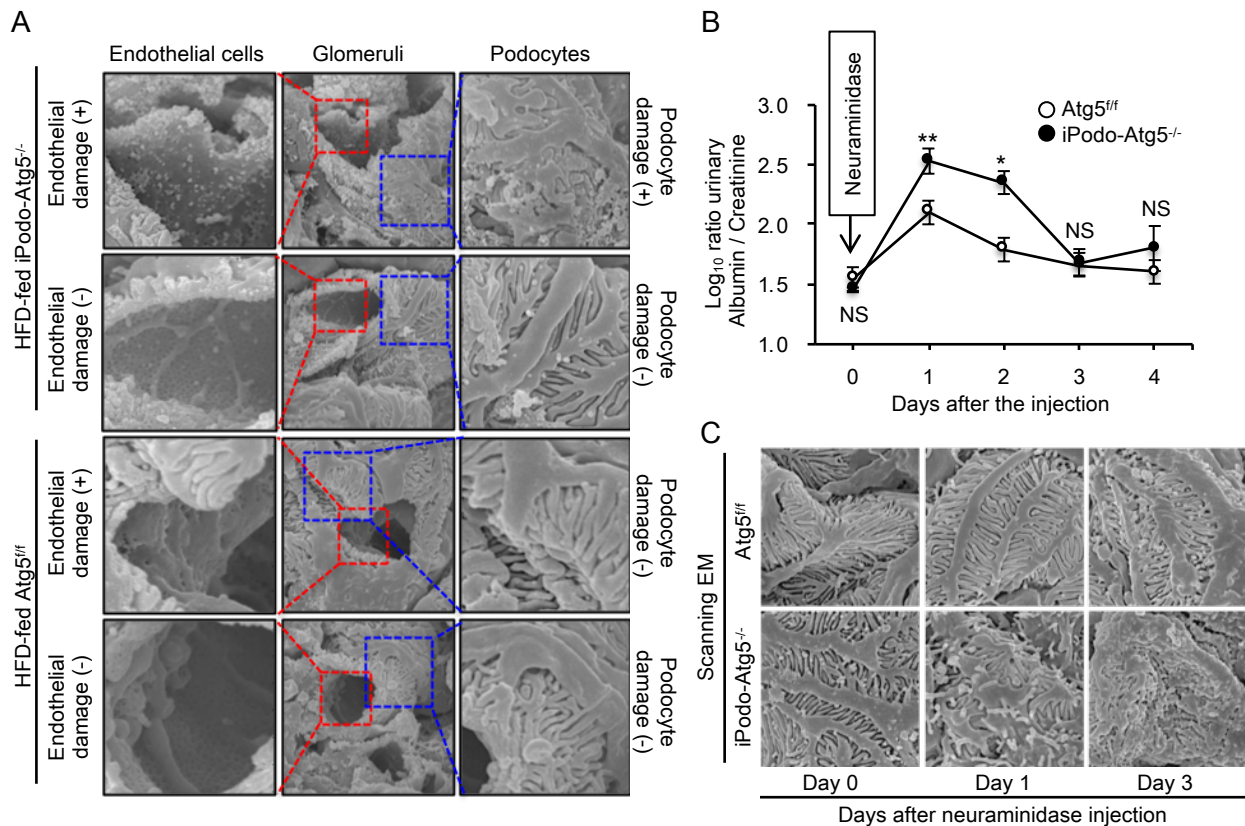 A
Endothelial cells
Glomeruli
Podocytes
HFD-fed iPodo-Atg5-/-
Endothelial
damage (+)
Podocyte
damage (+)
Endothelial
damage (-)
Podocyte
damage (-)
HFD-fed Atg5f/f
Endothelial
damage (+)
Podocyte
damage (-)
Endothelial
damage (-)
Podocyte
damage (-)
B
Neuraminidase
Log10 ratio urinary
Albumin / Creatinine
3.0
2.5
2.0
1.5
1.0
Atg5f/f
iPodo-Atg5-/-
**
*
NS
NS
NS
0
1
2
3
4
Days after the injection
C
Scanning EM
Atg5f/f
iPodo-Atg5-/-
Day 0
Day 1
Day 3
Days after neuraminidase injection